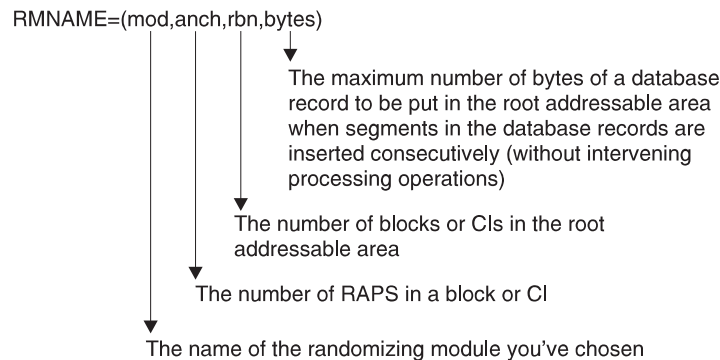 RMNAME=(mod,anch,rbn,bytes)
The maximum number of bytes of a database
record to be put in the root addressable area
when segments in the database records are
inserted consecutively (without intervening
processing operations)
The number of blocks or CIs in the root
addressable area
The number of RAPS in a block or CI
The name of the randomizing module you've chosen